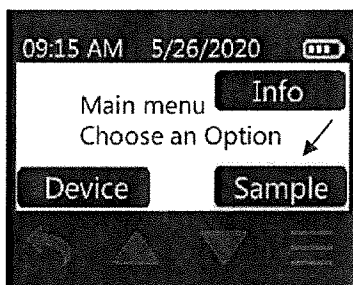 09:15 AM 5/26/2020
Info
Main menu
Choose an Option
Device Sample